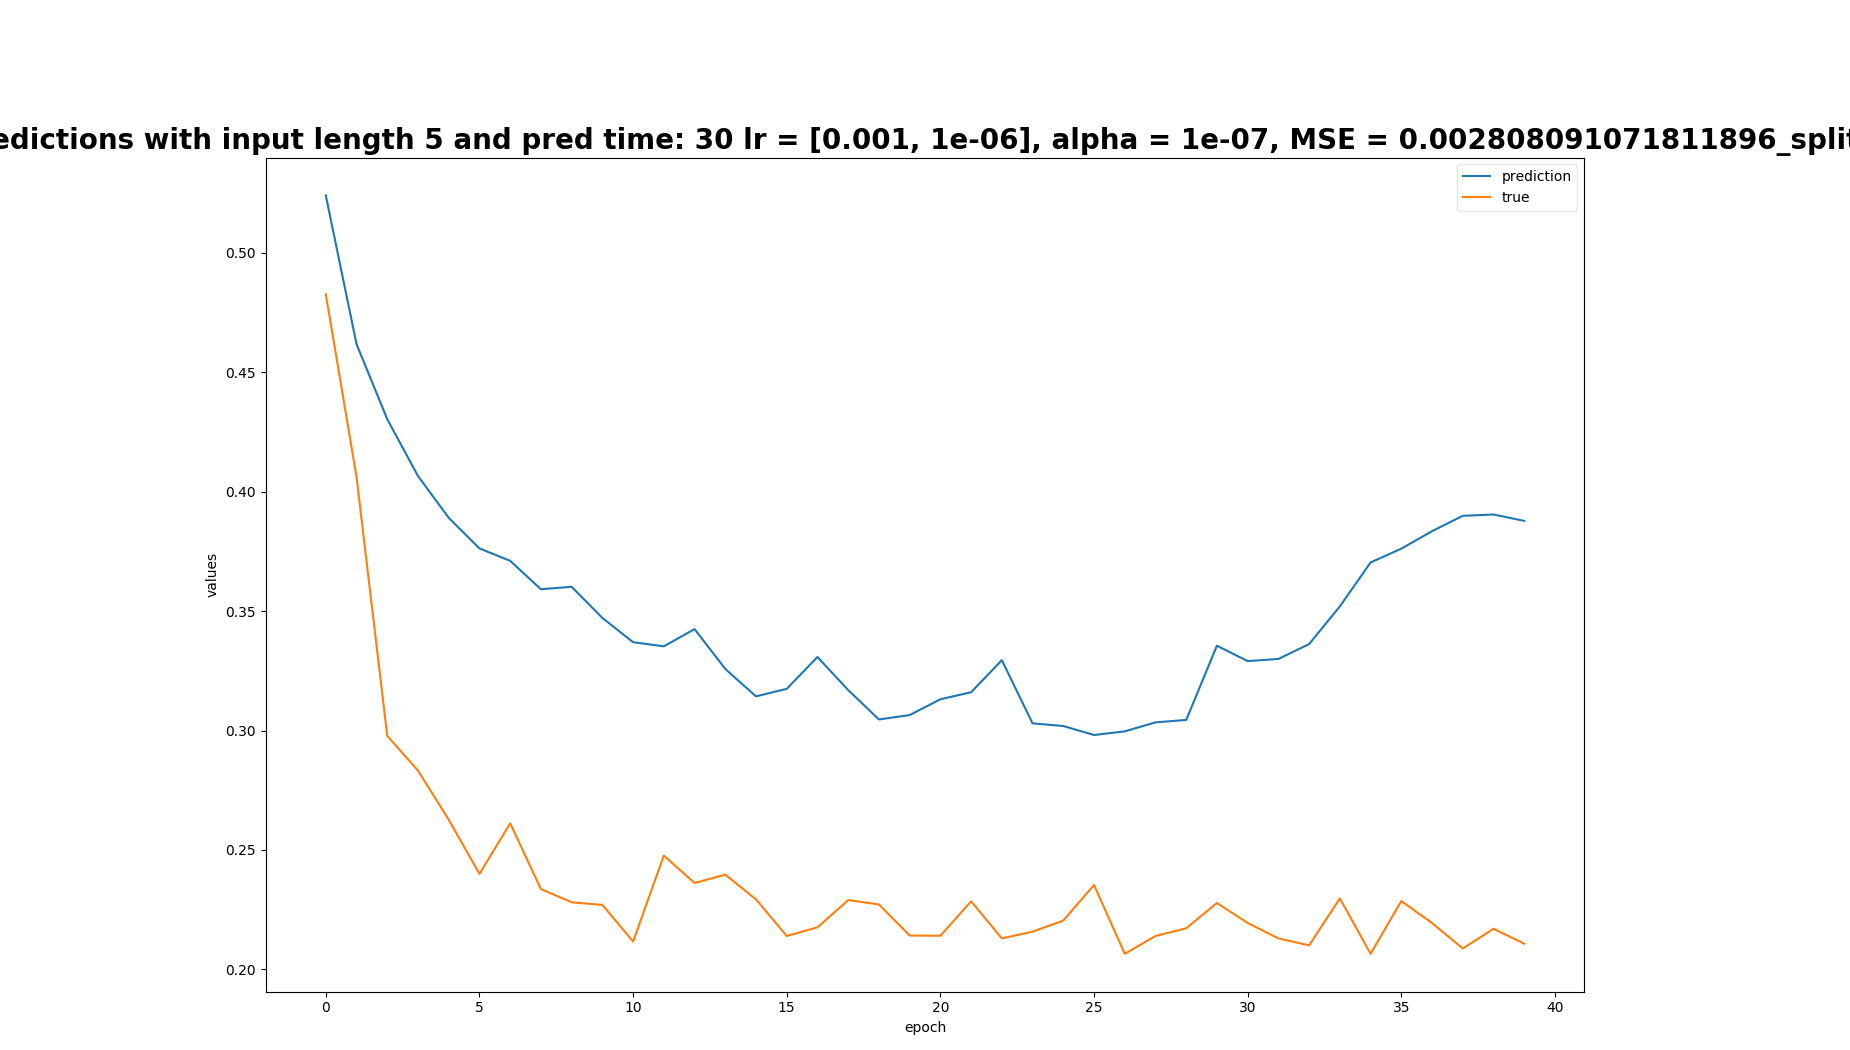 edictions with input length 5 and pred time: 30 lr = [0.001, 1e-06], alpha = 1e-07, MSE = 0.002808091071811896_split
prediction
true
0.50
0.45
0.40
0.35
0.30
0.25
0.20
values
0 5 10 15 20 25 30 35 40
epoch